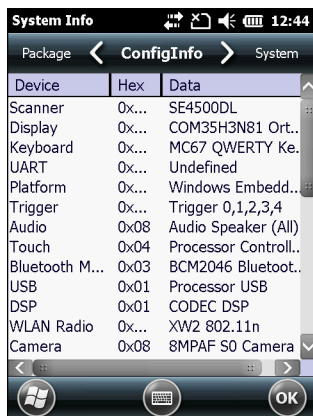 System Info 12:44
Package ConfigInfo System
Device Hex Data
Scanner 0x... SE4500DL
Display 0x... COM35H3N81 Ort..
Keyboard 0x... MC67 QWERTY Ke.
UART 0x... Undefined
Platform 0x... Windows Embedd..
Trigger 0x... Trigger 0,1,2,3,4
Audio 0x08 Audio Speaker (All)
Touch 0x04 Processor Controll..
Bluetooth M... 0x03 BCM2046 Bluetoot..
USB 0x01 Processor USB
DSP 0x01 CODEC DSP
WLAN Radio 0x... XW2 802.11n
Camera 0x08 8MPAF S0 Camera
OK